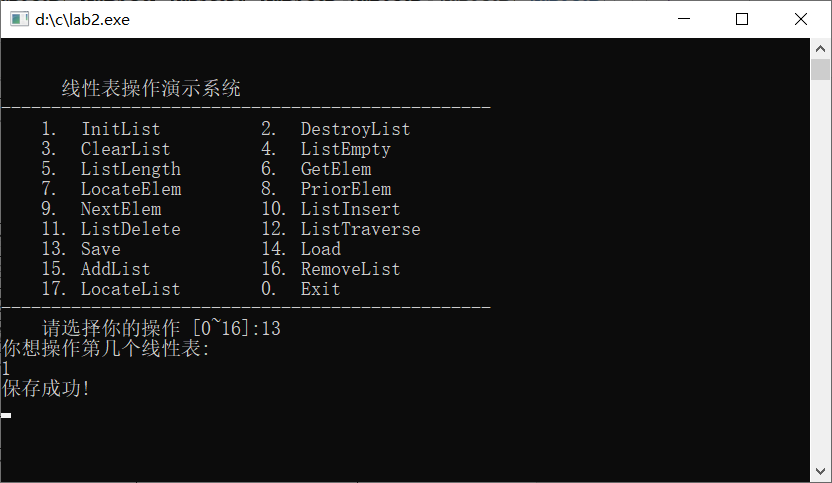 d:\c\lab2.exe
线性表操作演示系统
-------------------------------------------------
1. InitList 2. DestroyList
3. ClearList 4. ListEmpty
5. ListLength 6. GetElem
7. LocateElem 8. PriorElem
9. NextElem 10. ListInsert
11. ListDelete 12. ListTraverse
13. Save 14. Load
15. AddList 16. RemoveList
17. LocateList 0. Exit
-------------------------------------------------
请选择你的操作 [0~16]:13
你想操作第几个线性表:
1
保存成功!